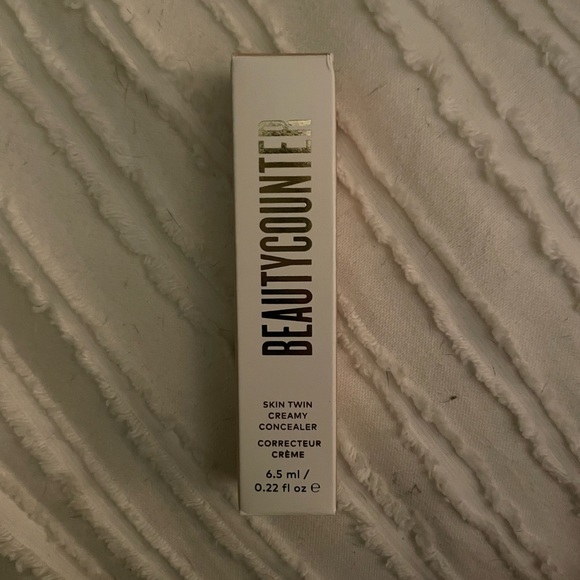 BEAUTYCOUNTER
SKIN TWIN
CREAMY
CONCEALER
CORRECTEUR
CRÈME
6.5 ml /
0.22 fl oz ℮